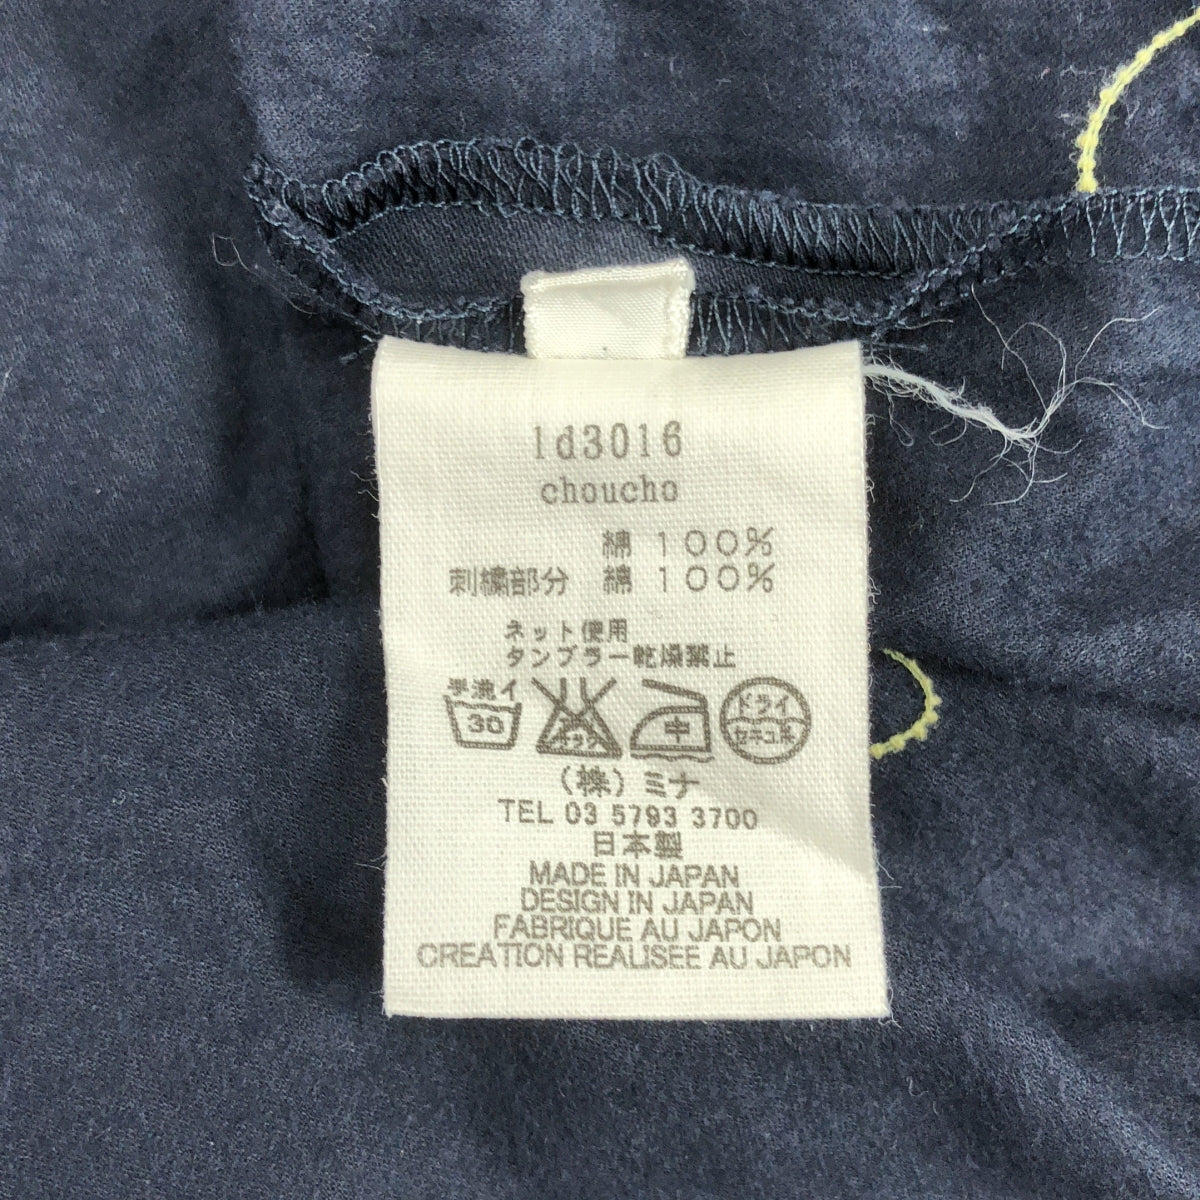 ld3016
choucho
綿 100%
刺繍部分 綿 100%
ネット使用
タンブラー乾燥禁止
手洗イ
30
中
ドライ
セキユ系
(株) ミナ
TEL 03 5793 3700
日本製
MADE IN JAPAN
DESIGN IN JAPAN
FABRIQUE AU JAPON
CREATION REALISEE AU JAPON